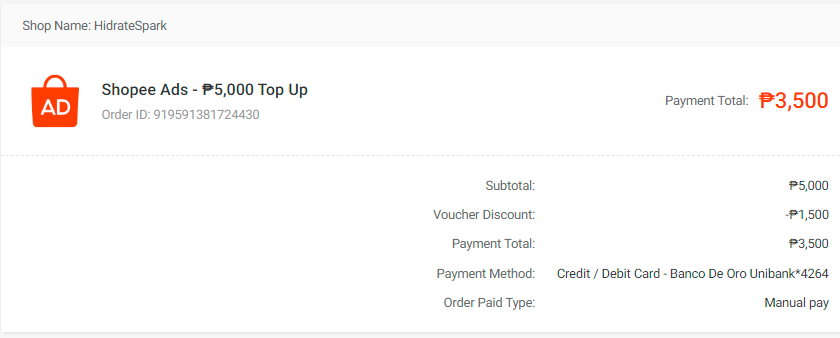 Shop Name: HidrateSpark
AD
Shopee Ads - ₱5,000 Top Up
Order ID: 919591381724430
Payment Total: ₱3,500
Subtotal: ₱5,000
Voucher Discount: -₱1,500
Payment Total: ₱3,500
Payment Method: Credit / Debit Card - Banco De Oro Unibank*4264
Order Paid Type: Manual pay